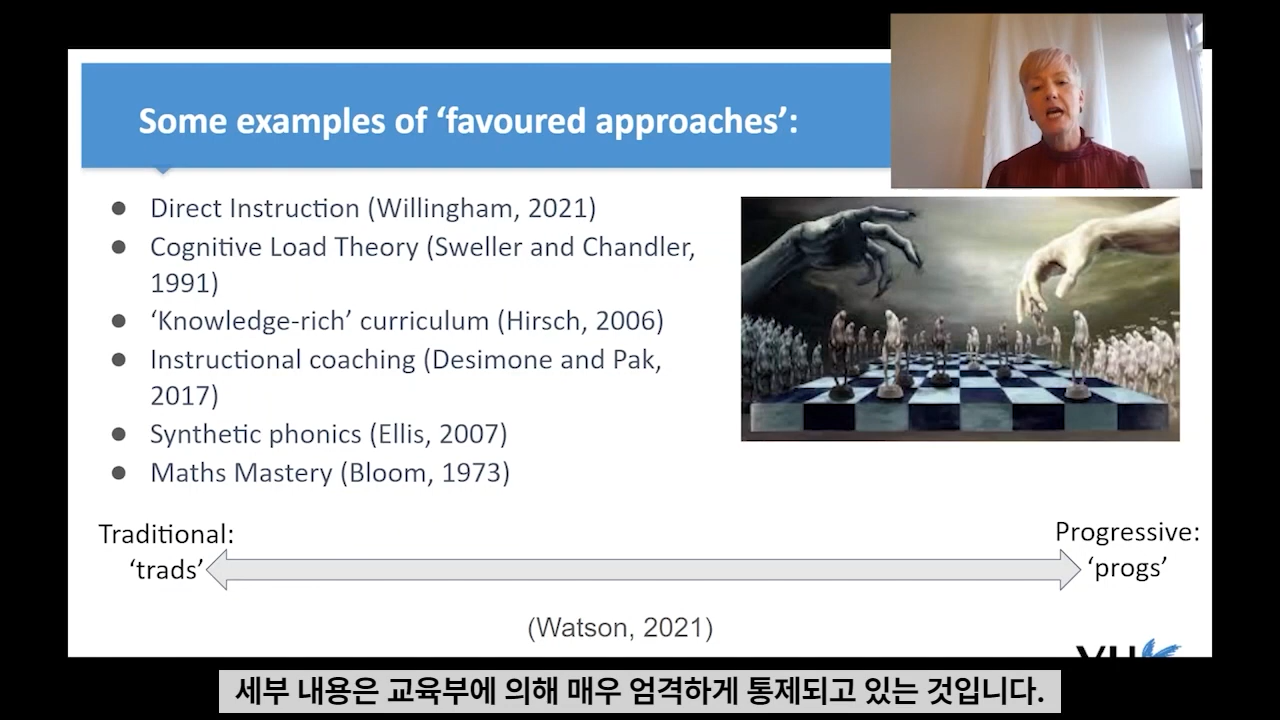 Some examples of ‘favoured approaches’:
● Direct Instruction (Willingham, 2021)
● Cognitive Load Theory (Sweller and Chandler,
1991)
● ‘Knowledge-rich’ curriculum (Hirsch, 2006)
● Instructional coaching (Desimone and Pak,
2017)
● Synthetic phonics (Ellis, 2007)
● Maths Mastery (Bloom, 1973)
Traditional:
‘trads’
Progressive:
‘progs’
(Watson, 2021)
세부 내용은 교육부에 의해 매우 엄격하게 통제되고 있는 것입니다.